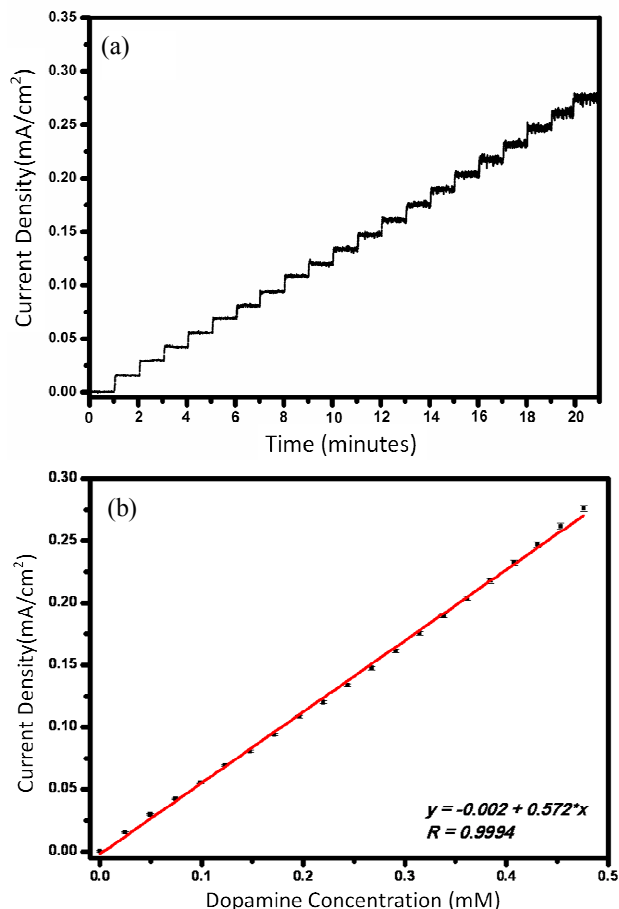 (a)
0.35
0.30
0.25
0.20
0.15
0.10
0.05
0.00
Current Density(mA/cm²)
0 2 4 6 8 10 12 14 16 18 20
Time (minutes)
(b)
0.30
0.25
0.20
0.15
0.10
0.05
0.00
Current Density(mA/cm²)
y = -0.002 + 0.572*x
R = 0.9994
0.0 0.1 0.2 0.3 0.4 0.5
Dopamine Concentration (mM)